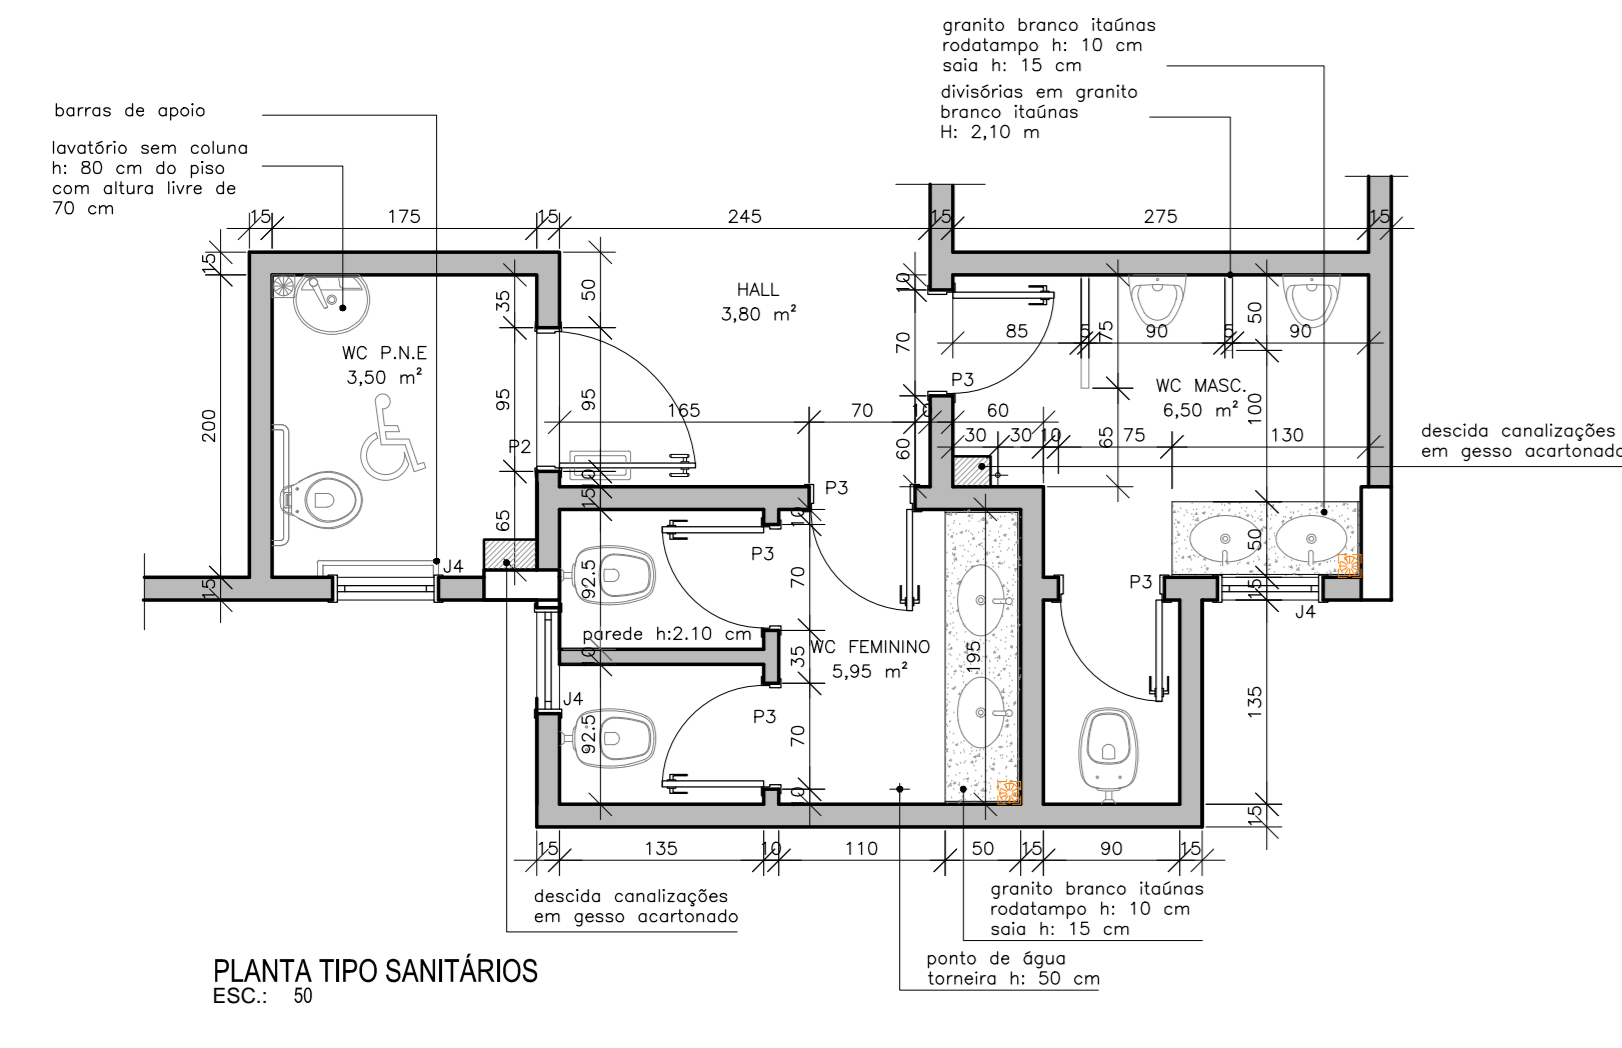 granito branco itaúnas
rodatampo h: 10 cm
saia h: 15 cm
divisórias em granito
branco itaúnas
H: 2,10 m
barras de apoio
lavatório sem coluna
h: 80 cm do piso
com altura livre de
70 cm
15 175 15 245 15 275 15
15
35
50
HALL
3,80 m²
10
50
85 5 75 90 5 90
70
WC P.N.E
3,50 m²
P3
WC MASC.
6,50 m²
95
95
100
165 70 10 60
200
30 30 10 65 75 130
60
descida canalizações
em gesso acartonado
P2
10
15
P3
65
10
50
P3
J4
92.5
70
P3
15
15
15
J4
parede h:2.10 cm
10
35
WC FEMININO
5,95 m²
195
J4
P3
92.5
70
135
10
15
15 135 10 110 50 15 90 15
descida canalizações
em gesso acartonado
granito branco itaúnas
rodatampo h: 10 cm
saia h: 15 cm
ponto de água
torneira h: 50 cm
PLANTA TIPO SANITÁRIOS
ESC.: 50